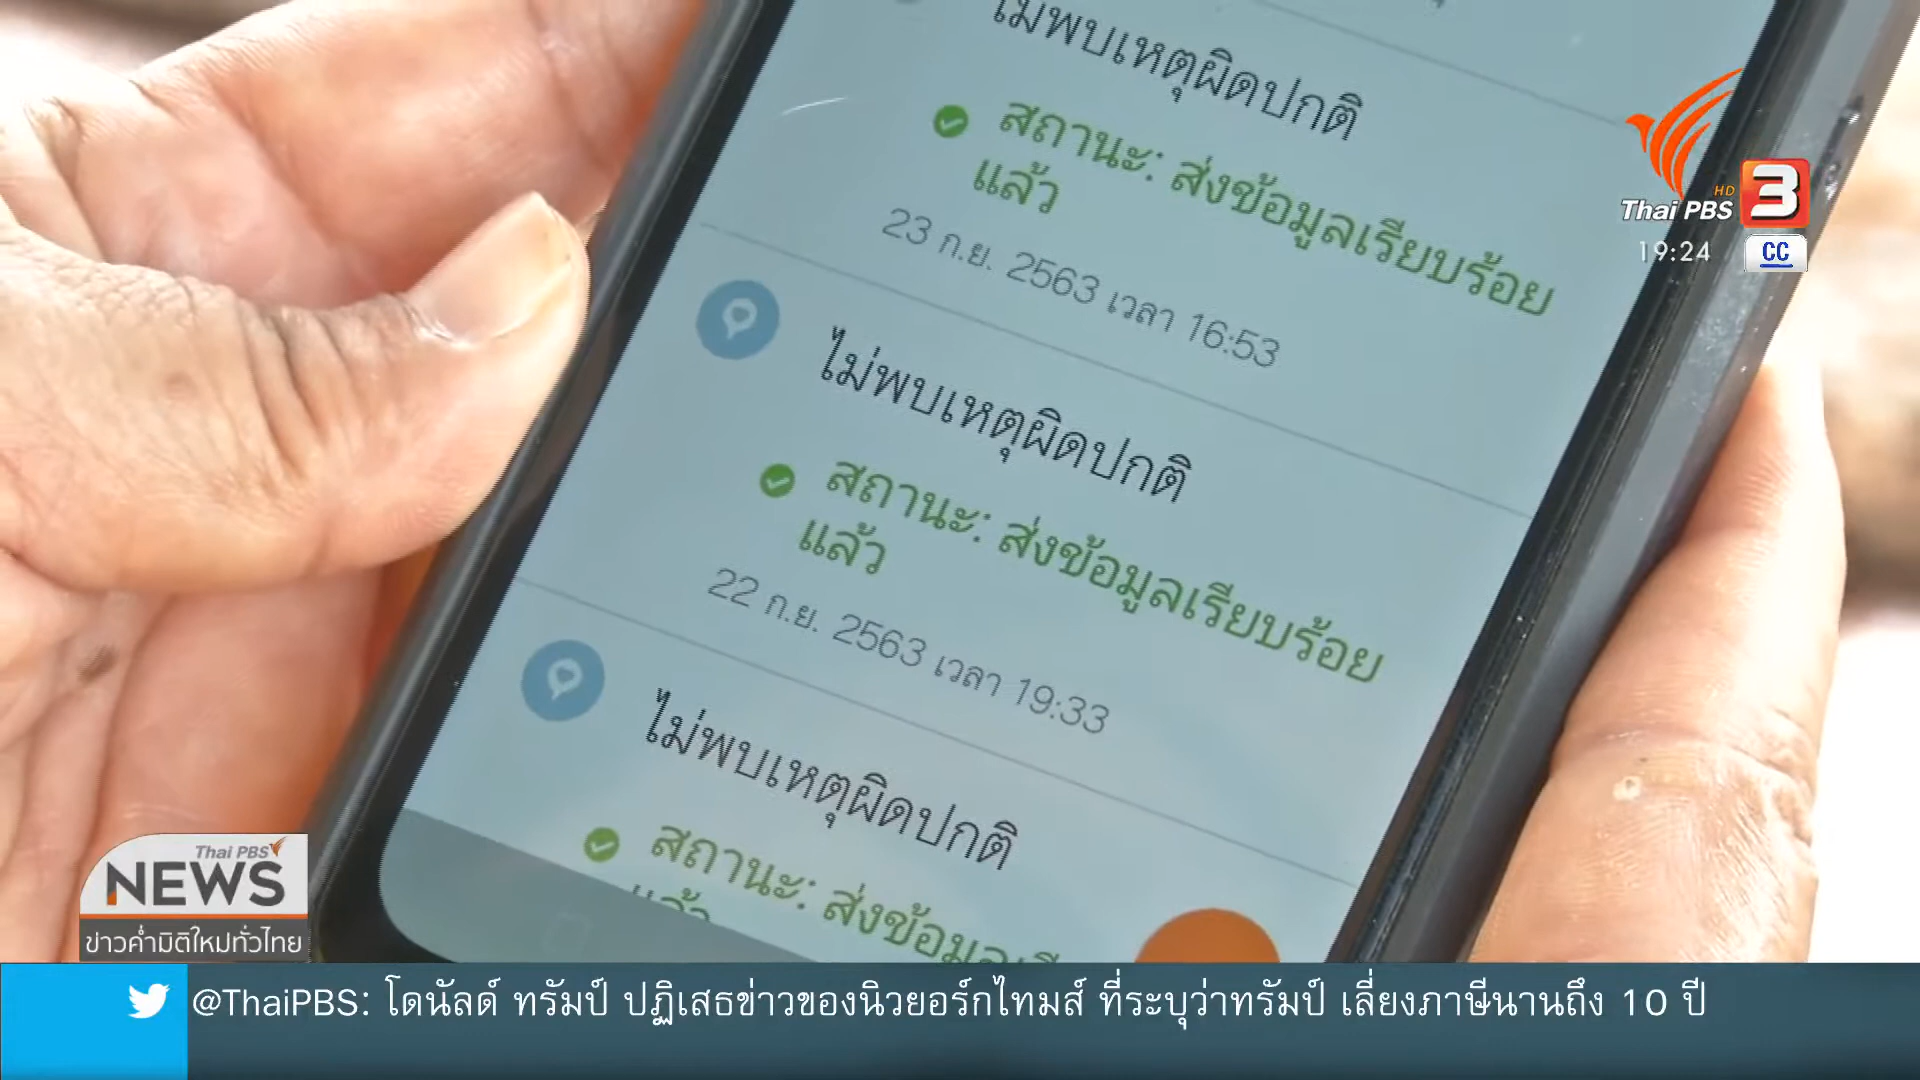 ไม่พบเหตุผิดปกติ
สถานะ: ส่งข้อมูลเรียบร้อย
แล้ว
23 ก.ย. 2563 เวลา 16:53
ไม่พบเหตุผิดปกติ
สถานะ: ส่งข้อมูลเรียบร้อย
แล้ว
22 ก.ย. 2563 เวลา 19:33
ไม่พบเหตุผิดปกติ
สถานะ: ส่งข้อมูล
แล้ว
HD
Thai PBS 3
19:24 CC
Thai PBS
NEWS
ข่าวค่ำมิติใหม่ทั่วไทย
@ThaiPBS: โดนัลด์ ทรัมป์ ปฏิเสธข่าวของนิวยอร์กไทมส์ ที่ระบุว่าทรัมป์ เลี่ยงภาษีนานถึง 10 ปี